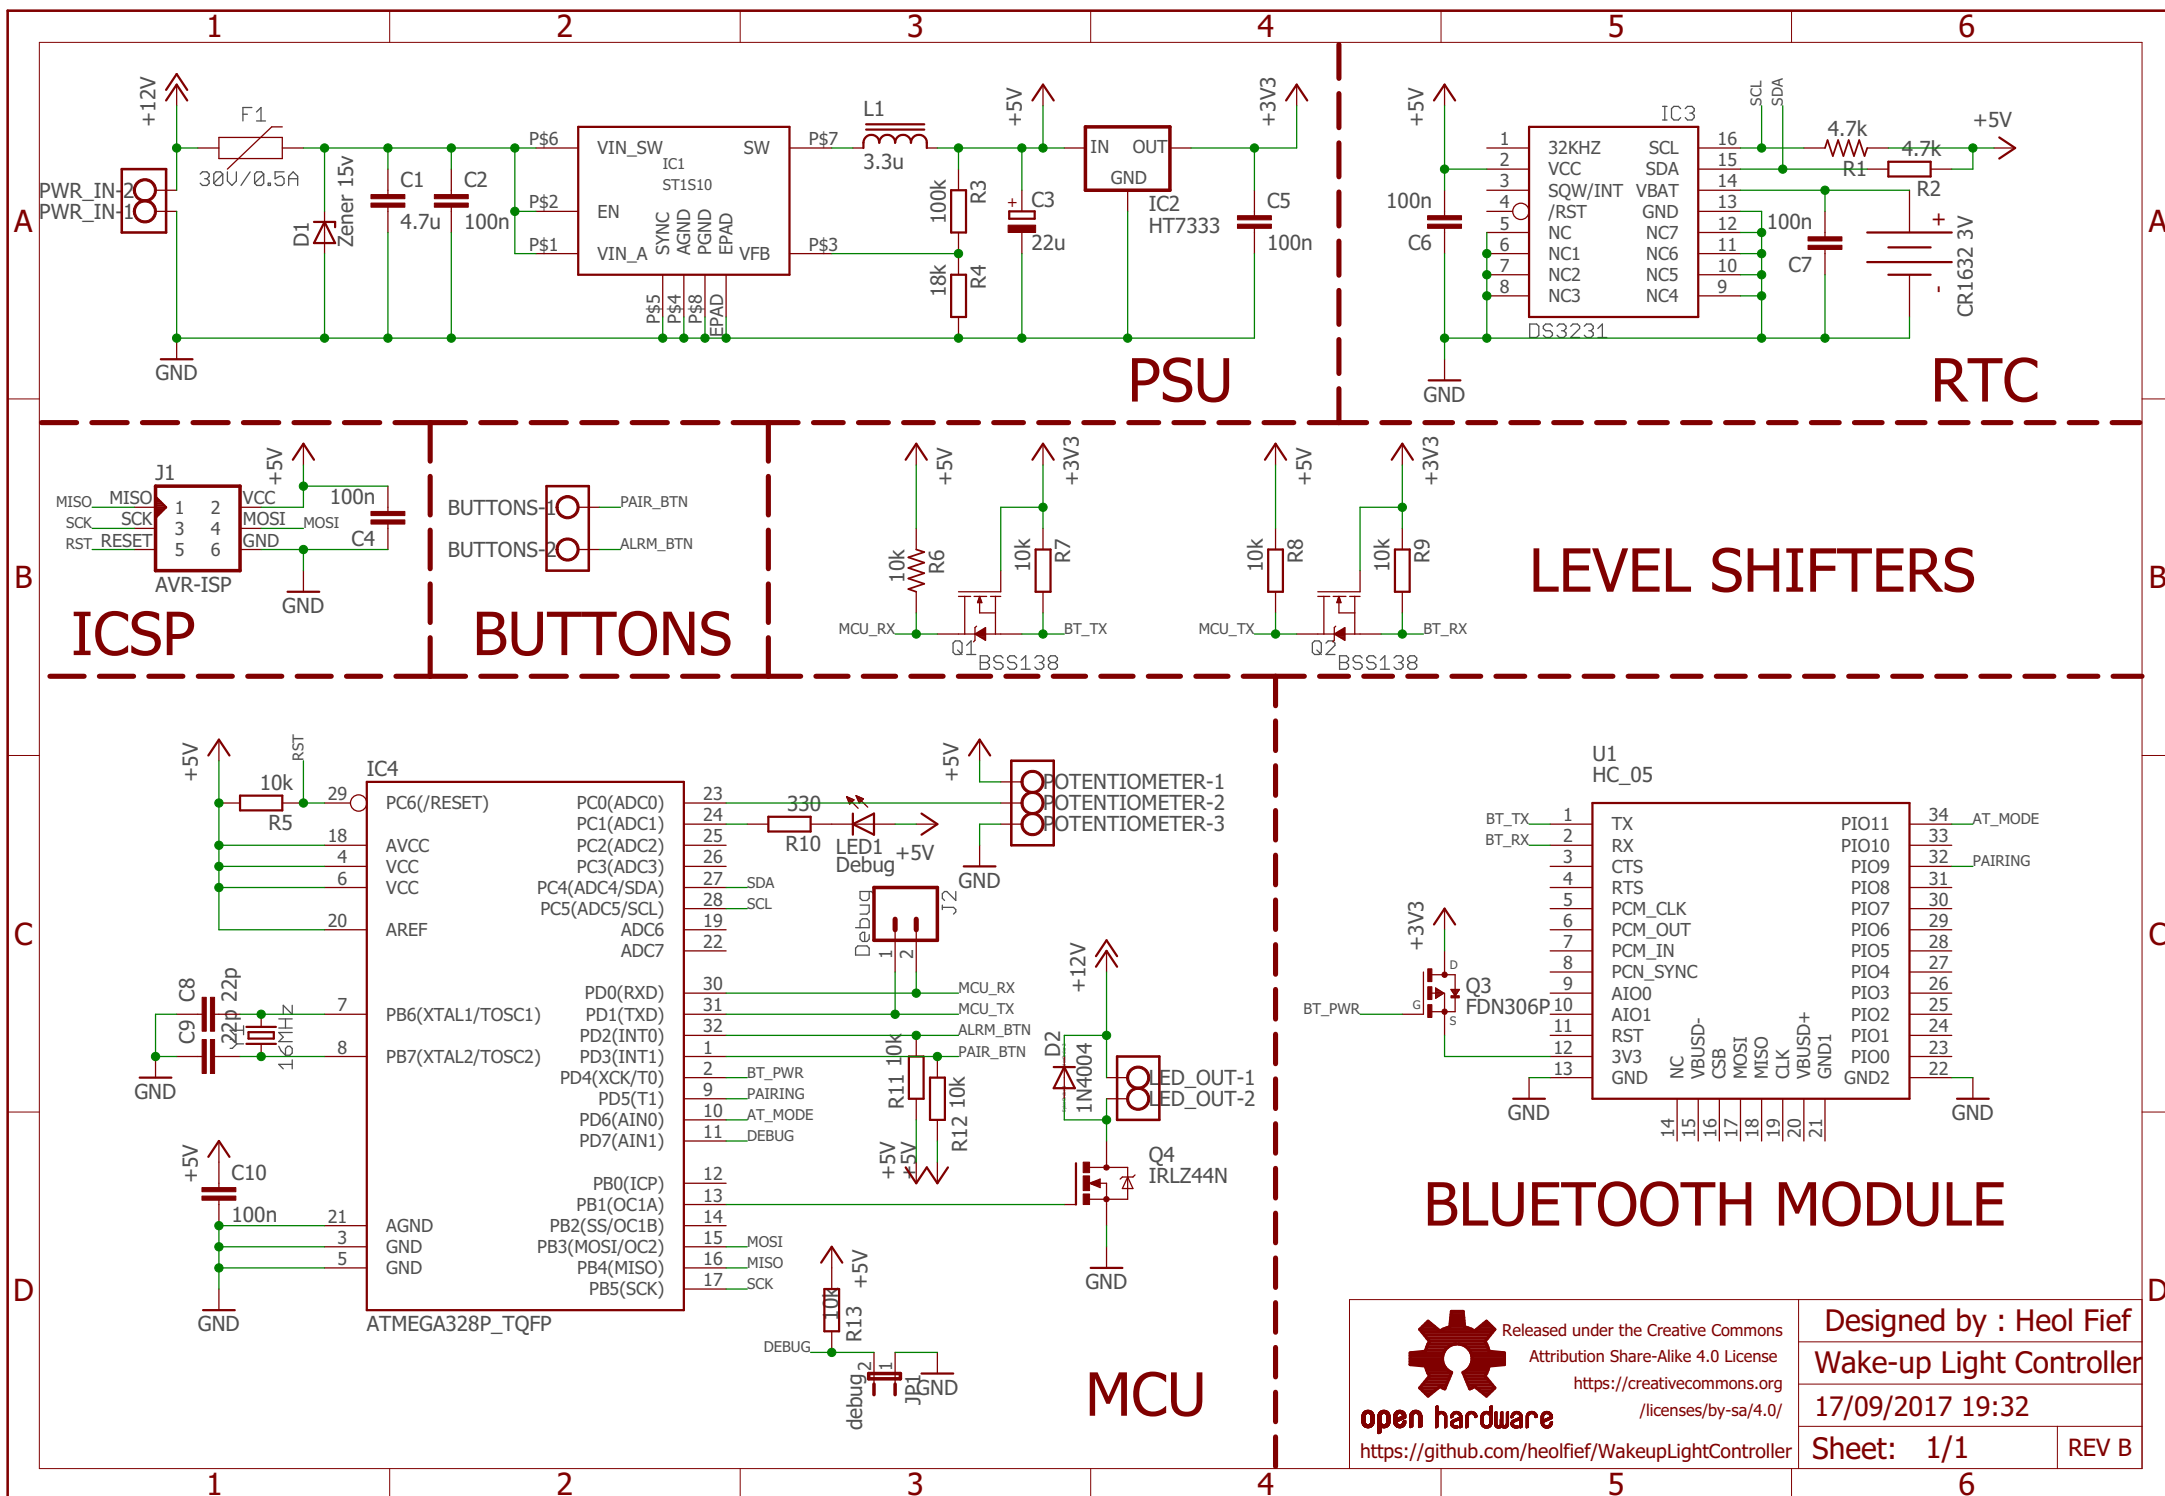 1 2 3 4 5 6
A
+12V
F1
30V/0.5A
PWR_IN-2
PWR_IN-1
D1
Zener 15v
C1
4.7u
C2
100n
GND
P$6
P$2
P$1
VIN_SW
EN
VIN_A
IC1
ST1S10
SW
VFB
SYNC
AGND
PGND
EPAD
P$5
P$4
P$8
EPAD
P$7
P$3
L1
3.3u
100k
R3
18k
R4
+5V
C3
+
22u
IN OUT
GND
IC2
HT7333
+3V3
C5
100n
PSU
+5V
100n
C6
GND
IC3
1 32KHZ SCL 16
2 VCC SDA 15
3 SQW/INT VBAT 14
4 /RST GND 13
5 NC NC7 12
6 NC1 NC6 11
7 NC2 NC5 10
8 NC3 NC4 9
DS3231
SCL
SDA
4.7k
R1
4.7k
R2
+5V
100n
C7
+
-
CR1632 3V
RTC
A
B
J1
+5V
MISO MISO 1 2 VCC
SCK SCK 3 4 MOSI MOSI
RST RESET 5 6 GND
AVR-ISP
100n
C4
GND
ICSP
BUTTONS-1 PAIR_BTN
BUTTONS-2 ALRM_BTN
BUTTONS
+5V
+3V3
10k
R6
10k
R7
MCU_RX
BT_TX
Q1
BSS138
+5V
+3V3
10k
R8
10k
R9
MCU_TX
BT_RX
Q2
BSS138
LEVEL SHIFTERS
B
C
+5V
RST
10k
R5
IC4
29 PC6(/RESET)
18 AVCC
4 VCC
6 VCC
20 AREF
7 PB6(XTAL1/TOSC1)
8 PB7(XTAL2/TOSC2)
21 AGND
3 GND
5 GND
PC0(ADC0) 23
PC1(ADC1) 24
PC2(ADC2) 25
PC3(ADC3) 26
PC4(ADC4/SDA) 27 SDA
PC5(ADC5/SCL) 28 SCL
ADC6 19
ADC7 22
PD0(RXD) 30 MCU_RX
PD1(TXD) 31 MCU_TX
PD2(INT0) 32 ALRM_BTN
PD3(INT1) 1 PAIR_BTN
PD4(XCK/T0) 2 BT_PWR
PD5(T1) 9 PAIRING
PD6(AIN0) 10 AT_MODE
PD7(AIN1) 11 DEBUG
PB0(ICP) 12
PB1(OC1A) 13
PB2(SS/OC1B) 14
PB3(MOSI/OC2) 15 MOSI
PB4(MISO) 16 MISO
PB5(SCK) 17 SCK
ATMEGA328P_TQFP
C8
22p
C9
22p
16MHz
GND
+5V
C10
100n
GND
330
R10
LED1
Debug
+5V
+5V
POTENTIOMETER-1
POTENTIOMETER-2
POTENTIOMETER-3
GND
Debug
J2
1
2
R11
10k
R12
10k
+5V
+5V
+12V
D2
1N4004
LED_OUT-1
LED_OUT-2
Q4
IRLZ44N
GND
+5V
10k
R13
DEBUG
debug
2
1
JP1
GND
MCU
U1
HC_05
BT_TX 1 TX
BT_RX 2 RX
3 CTS
4 RTS
5 PCM_CLK
6 PCM_OUT
7 PCM_IN
8 PCN_SYNC
9 AIO0
10 AIO1
11 RST
12 3V3
13 GND
PIO11 34 AT_MODE
PIO10 33
PIO9 32 PAIRING
PIO8 31
PIO7 30
PIO6 29
PIO5 28
PIO4 27
PIO3 26
PIO2 25
PIO1 24
PIO0 23
GND2 22
NC
VBUSD-
CSB
MOSI
MISO
CLK
VBUSD+
GND1
14
15
16
17
18
19
20
21
+3V3
D
G
S
Q3
FDN306P
BT_PWR
GND
GND
BLUETOOTH MODULE
C
D
open hardware
Released under the Creative Commons
Attribution Share-Alike 4.0 License
https://creativecommons.org
/licenses/by-sa/4.0/
https://github.com/heolfief/WakeupLightController
Designed by : Heol Fief
Wake-up Light Controller
17/09/2017 19:32
Sheet: 1/1
REV B
D
1 2 3 4 5 6